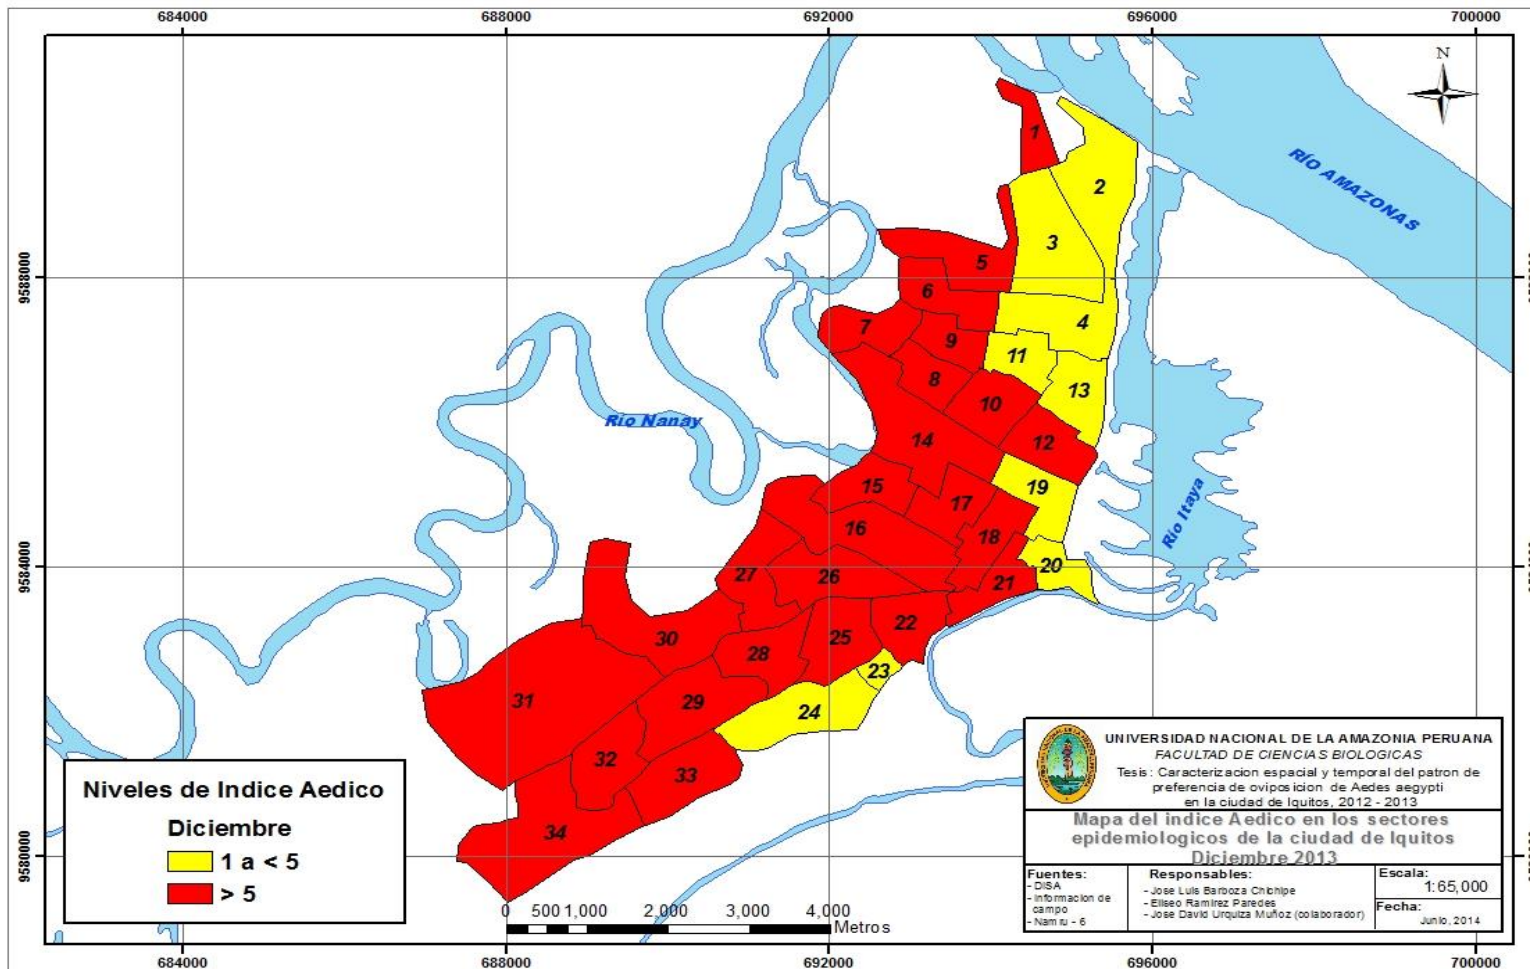 684000
688000
692000
696000
700000
N
RÍO AMAZONAS
Río Nanay
Río Itaya
9588000
9584000
9580000
1
2
3
4
5
6
7
8
9
10
11
12
13
14
15
16
17
18
19
20
21
22
23
24
25
26
27
28
29
30
31
32
33
34
Niveles de Indice Aedico
Diciembre
1 a < 5
> 5
0 500 1,000 2,000 3,000 4,000
Metros
UNIVERSIDAD NACIONAL DE LA AMAZONIA PERUANA
FACULTAD DE CIENCIAS BIOLOGICAS
Tesis: Caracterizacion espacial y temporal del patron de
preferencia de oviposicion de Aedes aegypti
en la ciudad de Iquitos, 2012 - 2013
Mapa del indice Aedico en los sectores
epidemiologicos de la ciudad de Iquitos
Diciembre 2013
Fuentes:
- DISA
- Informacion de
campo
- Namru - 6
Responsables:
- Jose Luis Barboza Chichipe
- Eliseo Ramirez Paredes
- Jose David Urquiza Muñoz (colaborador)
Escala:
1:65,000
Fecha:
Junio, 2014
684000
688000
692000
696000
700000